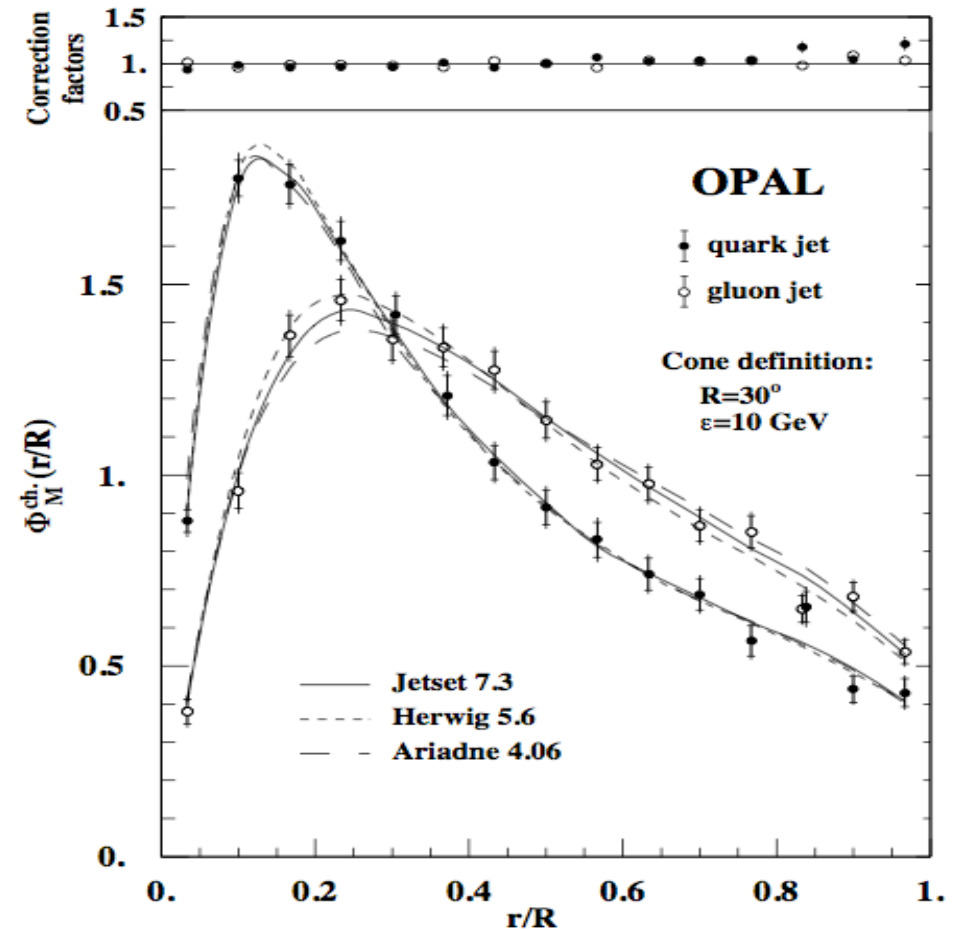 Correction
factors
1.5
1.
0.5
OPAL
quark jet
gluon jet
Cone definition:
R=30°
ε=10 GeV
Φ_M^ch. (r/R)
1.5
1.
0.5
0.
Jetset 7.3
Herwig 5.6
Ariadne 4.06
0.
0.2
0.4
0.6
0.8
1.
r/R